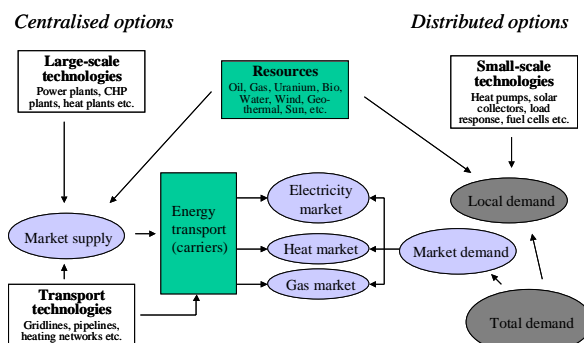 Centralised options
Distributed options
Large-scale
technologies
Power plants, CHP
plants, heat plants etc.
Resources
Oil, Gas, Uranium, Bio,
Water, Wind, Geo-
thermal, Sun, etc.
Small-scale
technologies
Heat pumps, solar
collectors, load
response, fuel cells etc.
Market supply
Energy
transport
(carriers)
Electricity
market
Heat market
Gas market
Local demand
Market demand
Total demand
Transport
technologies
Gridlines, pipelines,
heating networks etc.